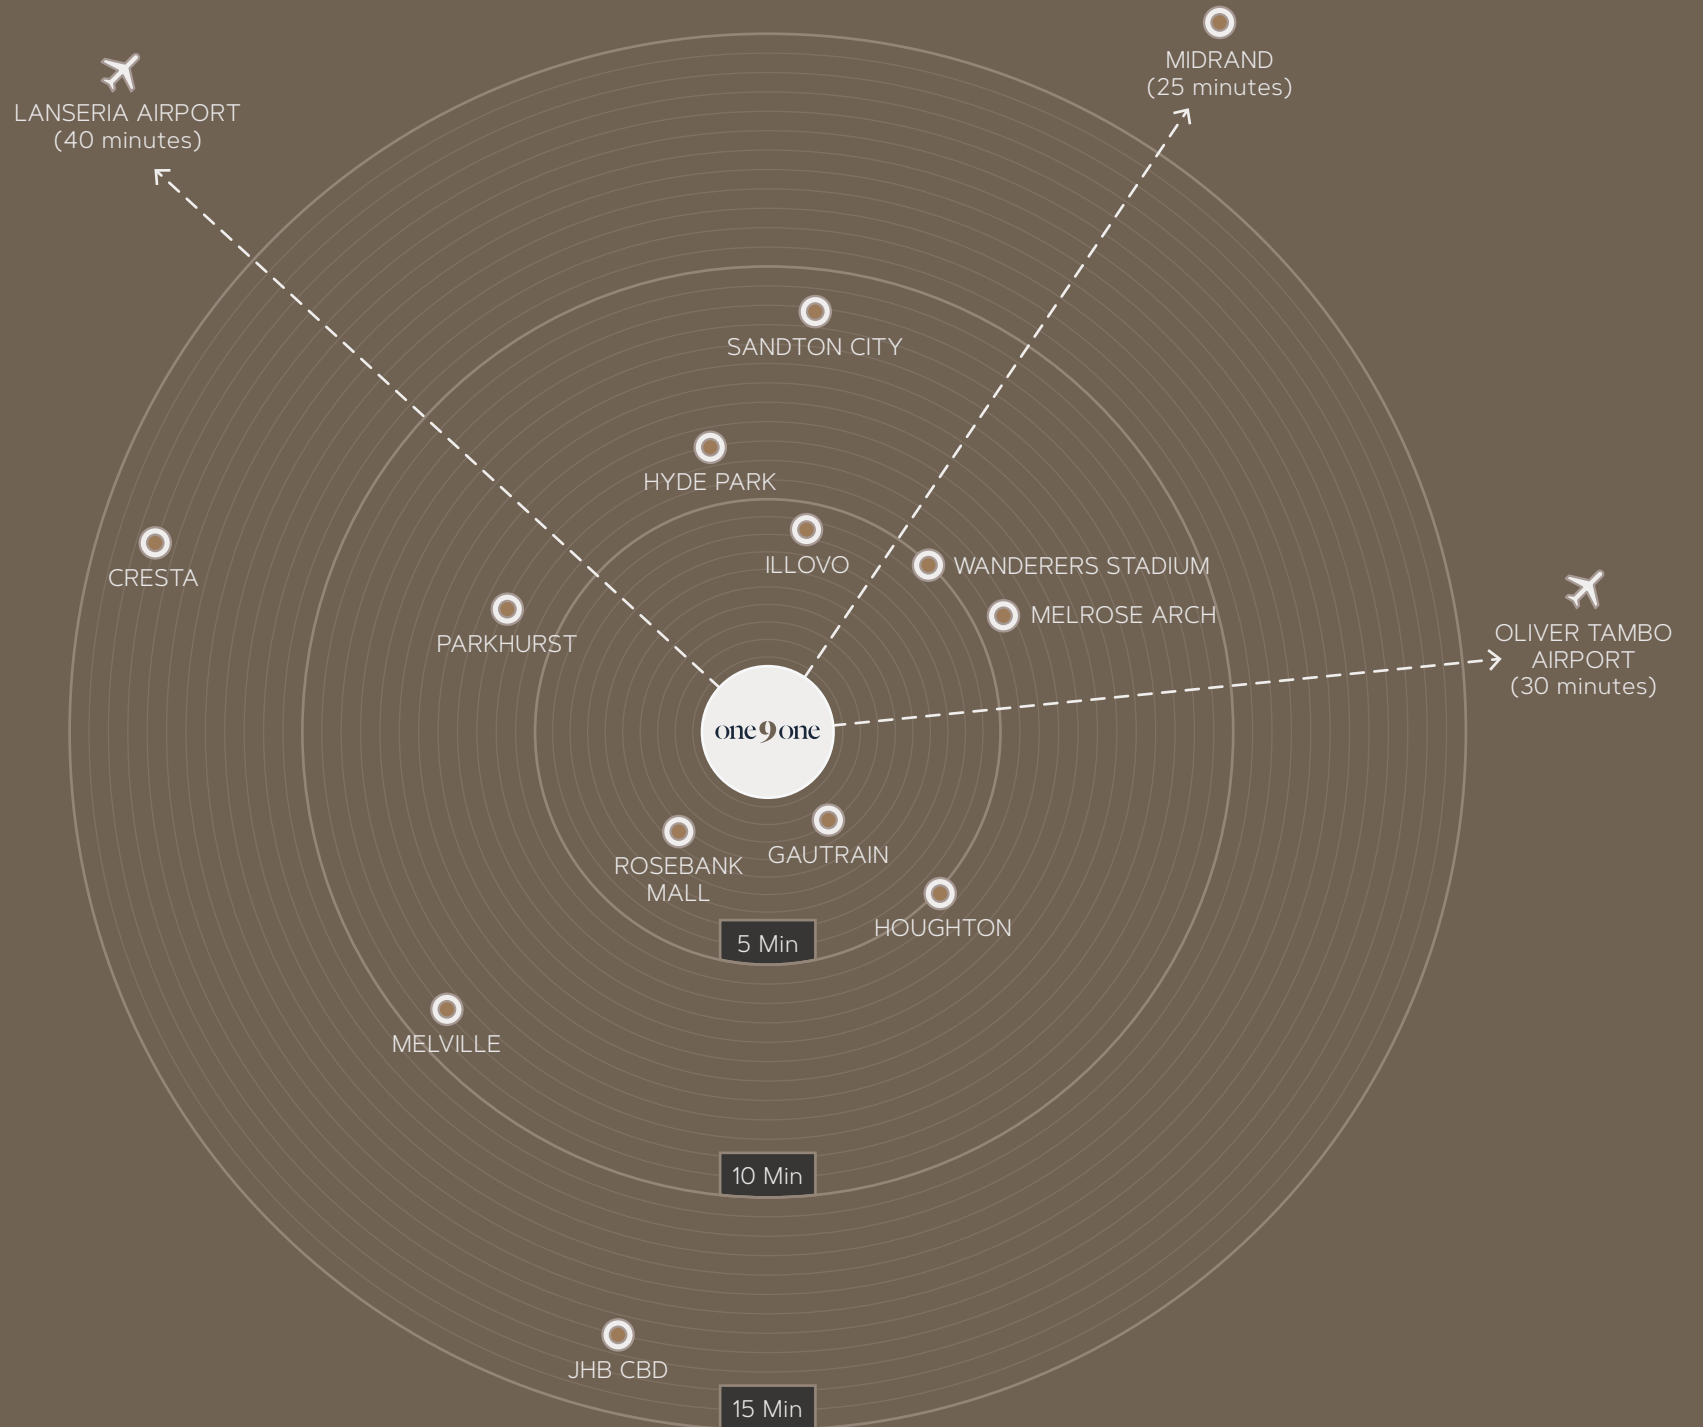 MIDRAND
(25 minutes)
LANSERIA AIRPORT
(40 minutes)
SANDTON CITY
HYDE PARK
ILLOVO
WANDERERS STADIUM
CRESTA
MELROSE ARCH
PARKHURST
OLIVER TAMBO
AIRPORT
(30 minutes)
one9one
GAUTRAIN
ROSEBANK
MALL
HOUGHTON
5 Min
MELVILLE
10 Min
JHB CBD
15 Min